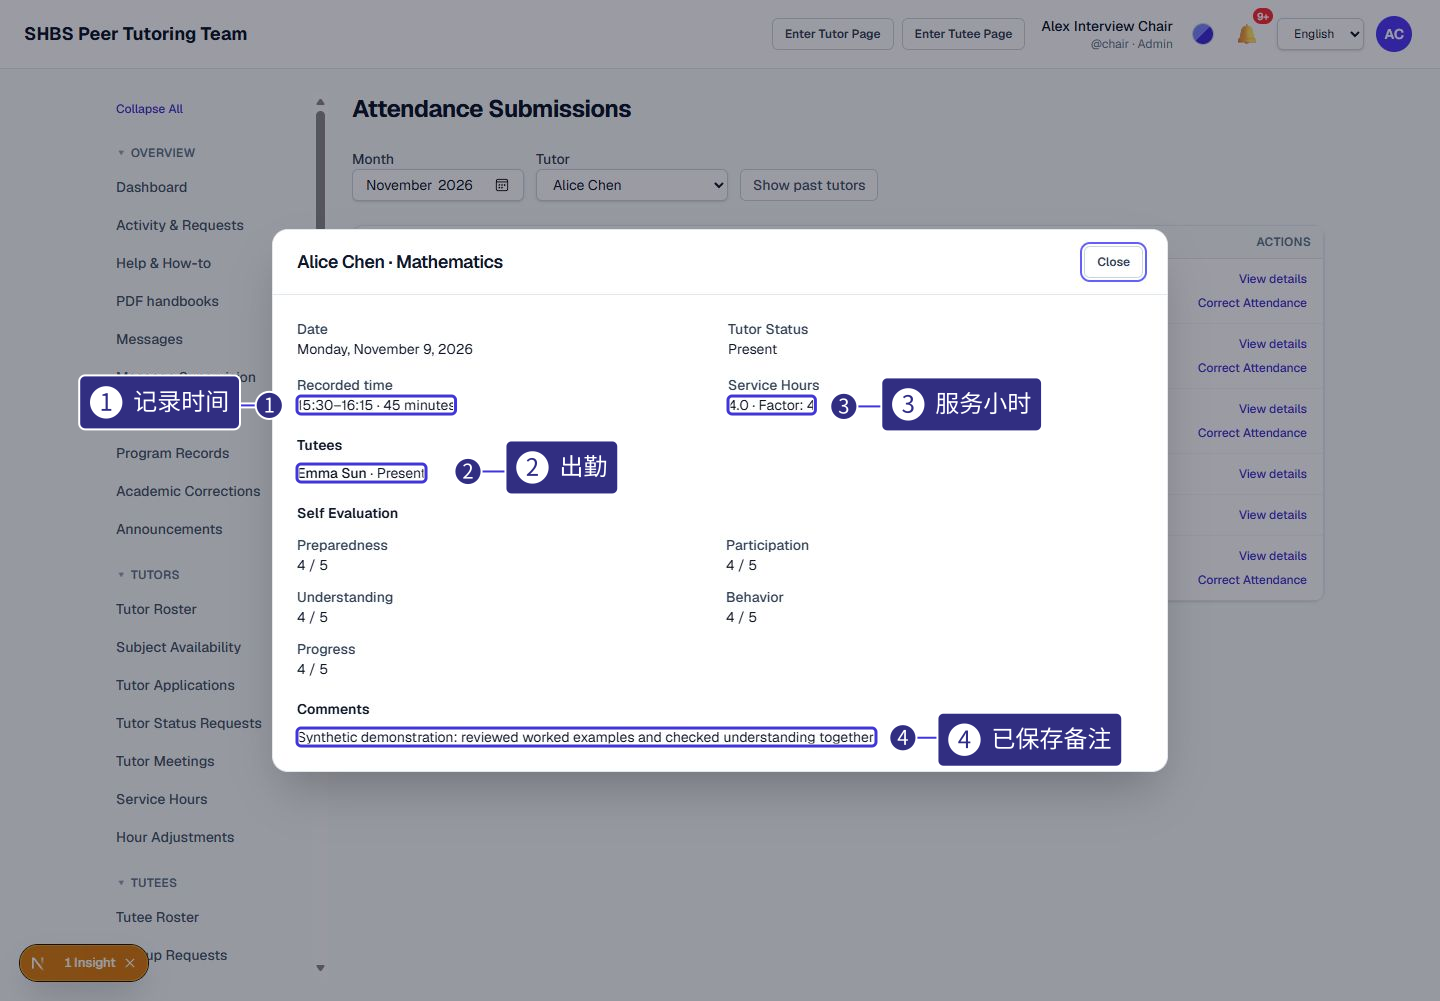 SHBS Peer Tutoring Team
Enter Tutor Page
Enter Tutee Page
Alex Interview Chair
@chair · Admin
9+
English
AC
Collapse All
OVERVIEW
Dashboard
Activity & Requests
Help & How-to
PDF handbooks
Messages
Program Records
Academic Corrections
Announcements
TUTORS
Tutor Roster
Subject Availability
Tutor Applications
Tutor Status Requests
Tutor Meetings
Service Hours
Hour Adjustments
TUTEES
Tutee Roster
up Requests
1 Insight
Attendance Submissions
Month
November 2026
Tutor
Alice Chen
Show past tutors
ACTIONS
View details
Correct Attendance
View details
Correct Attendance
View details
Correct Attendance
View details
View details
View details
Correct Attendance
Alice Chen · Mathematics
Close
Date
Monday, November 9, 2026
Tutor Status
Present
Recorded time
15:30–16:15 · 45 minutes
1 记录时间
1
Service Hours
4.0 · Factor: 4
3
3 服务小时
Tutees
Emma Sun · Present
2
2 出勤
Self Evaluation
Preparedness
4 / 5
Participation
4 / 5
Understanding
4 / 5
Behavior
4 / 5
Progress
4 / 5
Comments
Synthetic demonstration: reviewed worked examples and checked understanding together
4
4 已保存备注